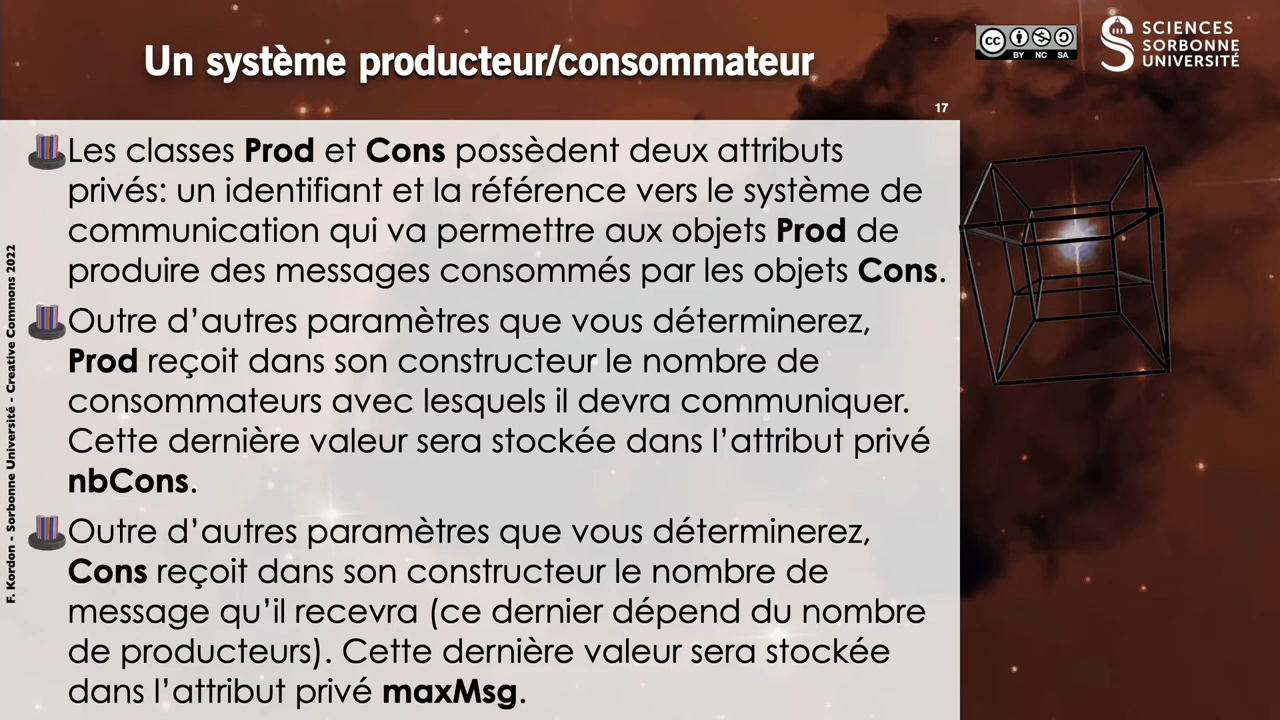 Un système producteur/consommateur
cc
BY NC SA
SCIENCES
SORBONNE
UNIVERSITÉ
17
Les classes Prod et Cons possèdent deux attributs
privés: un identifiant et la référence vers le système de
communication qui va permettre aux objets Prod de
produire des messages consommés par les objets Cons.
Outre d’autres paramètres que vous déterminerez,
Prod reçoit dans son constructeur le nombre de
consommateurs avec lesquels il devra communiquer.
Cette dernière valeur sera stockée dans l’attribut privé
nbCons.
Outre d’autres paramètres que vous déterminerez,
Cons reçoit dans son constructeur le nombre de
message qu’il recevra (ce dernier dépend du nombre
de producteurs). Cette dernière valeur sera stockée
dans l’attribut privé maxMsg.
F. Kordon - Sorbonne Université - Creative Commons 2022